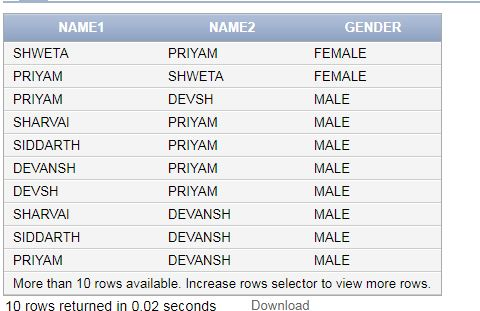 NAME1 NAME2 GENDER
SHWETA PRIYAM FEMALE
PRIYAM SHWETA FEMALE
PRIYAM DEVSH MALE
SHARVAI PRIYAM MALE
SIDDARTH PRIYAM MALE
DEVANSH PRIYAM MALE
DEVSH PRIYAM MALE
SHARVAI DEVANSH MALE
SIDDARTH DEVANSH MALE
PRIYAM DEVANSH MALE
More than 10 rows available. Increase rows selector to view more rows.
10 rows returned in 0.02 seconds Download